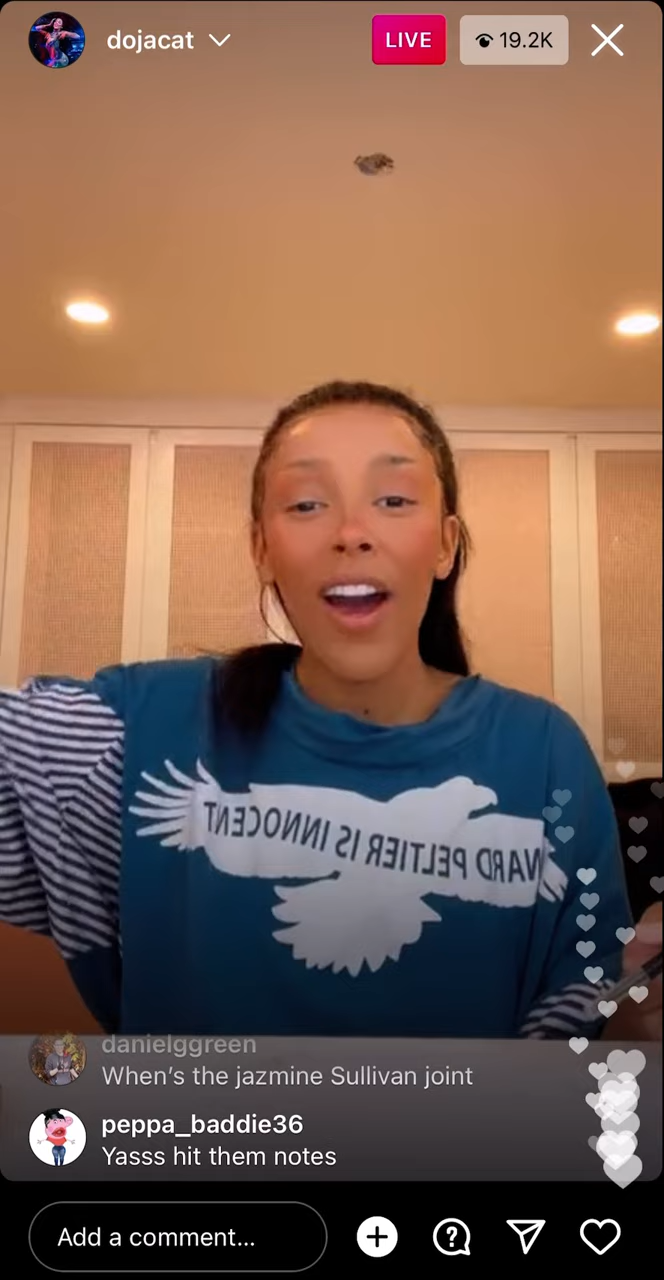 dojacat
LIVE
19.2K
WARD PELTIER IS INNOCENT
danielggreen
When's the jazmine Sullivan joint
peppa_baddie36
Yasss hit them notes
Add a comment...